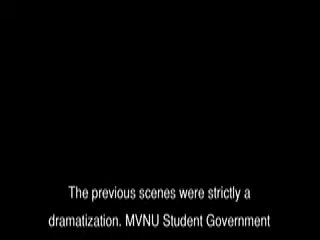 The previous scenes were strictly a
dramatization. MVNU Student Government